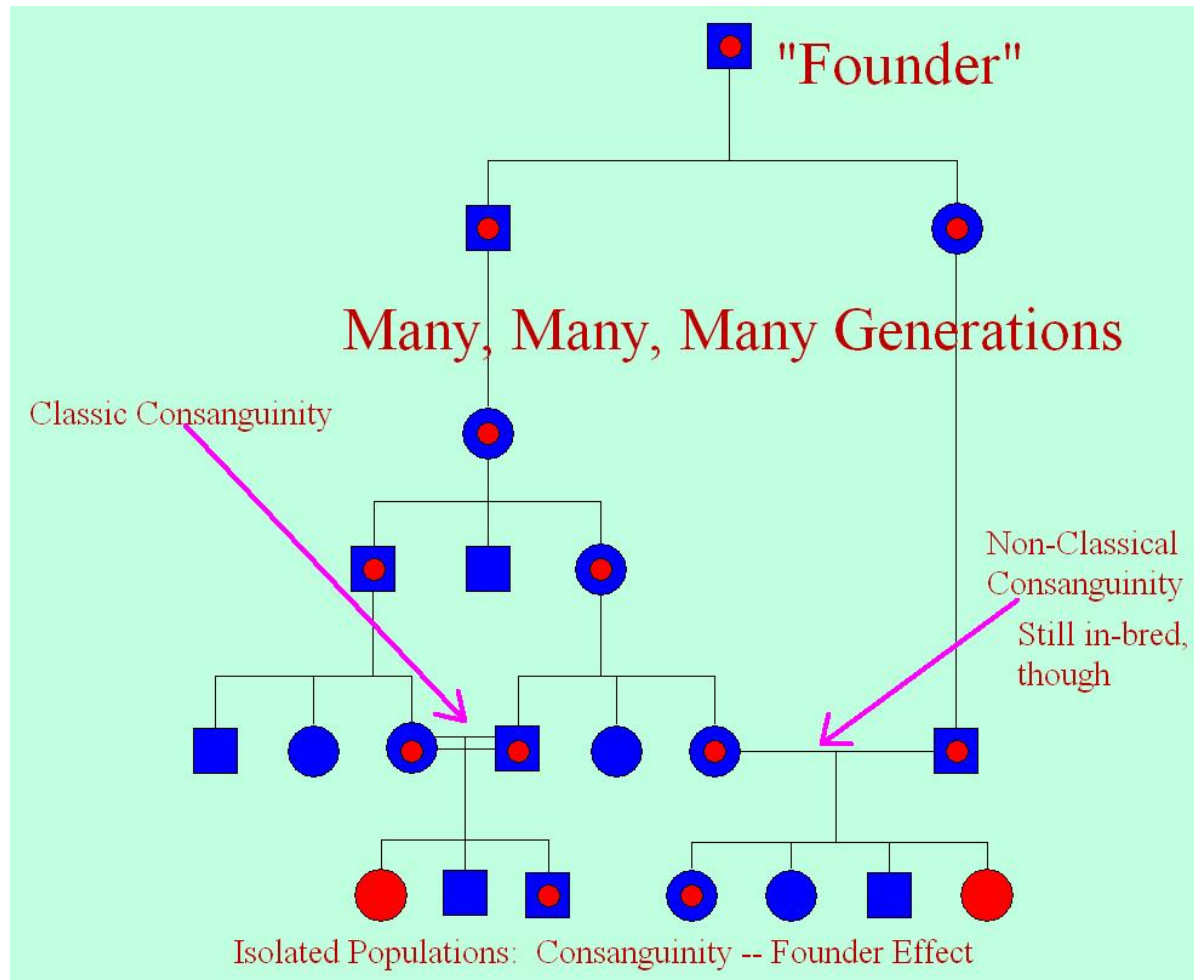 "Founder"
Many, Many, Many Generations
Classic Consanguinity
Non-Classical
Consanguinity
Still in-bred,
though
Isolated Populations: Consanguinity -- Founder Effect